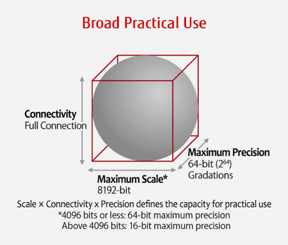 Broad Practical Use
Connectivity
Full Connection
Maximum Precision
64-bit (2⁶⁴)
Gradations
Maximum Scale*
8192-bit
Scale × Connectivity x Precision defines the capacity for practical use
*4096 bits or less: 64-bit maximum precision
Above 4096 bits: 16-bit maximum precision